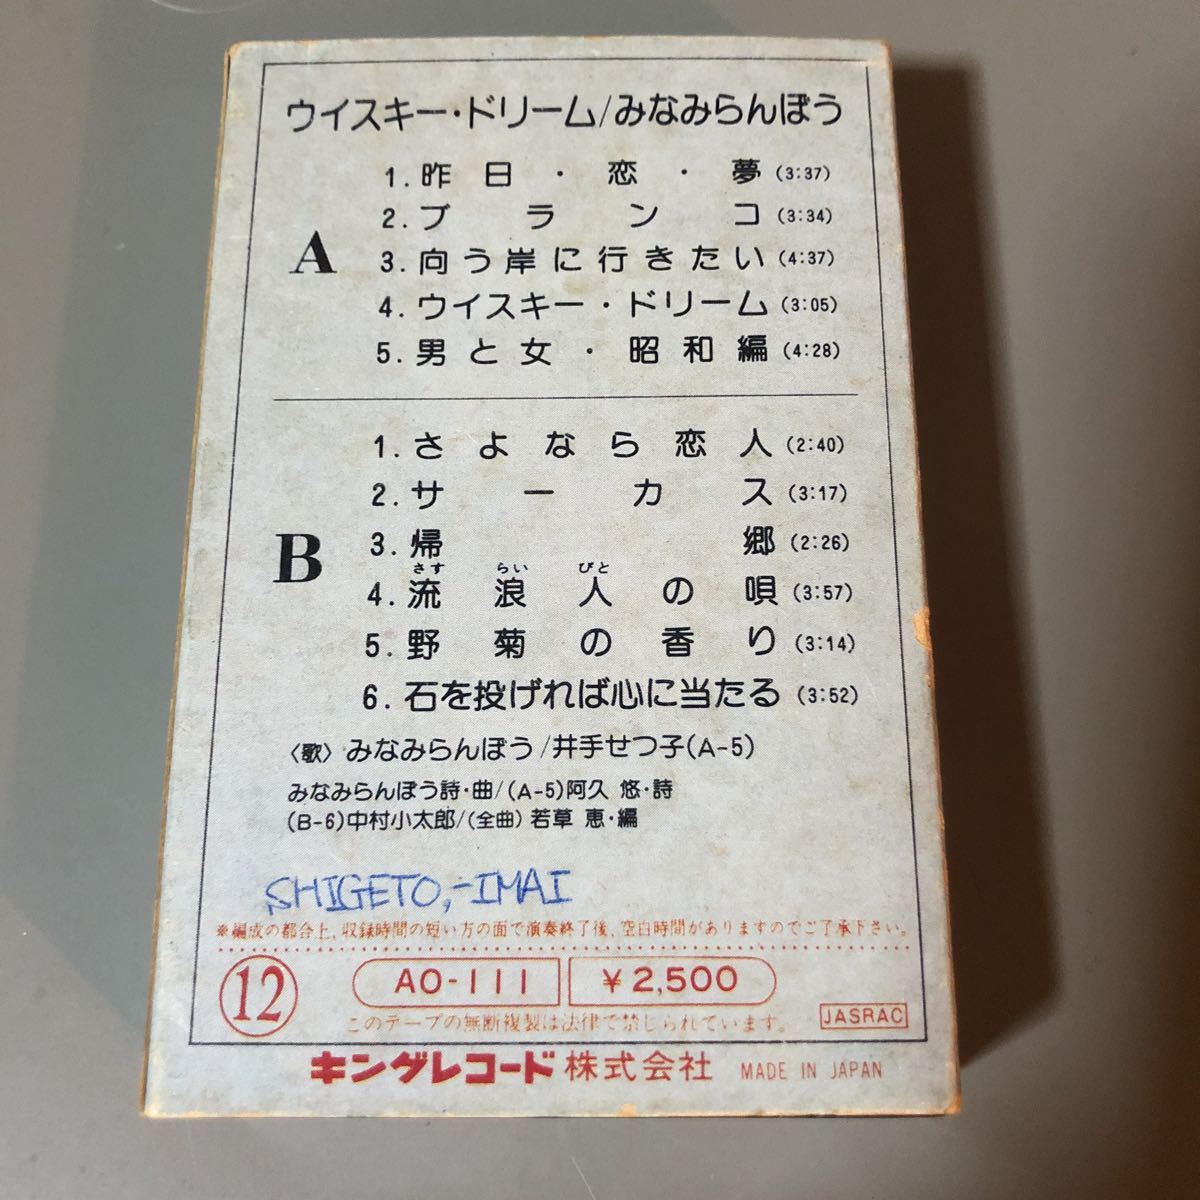 ウイスキー・ドリーム/みなみらんぼう
A
1.昨日・恋・夢(3:37)
2.ブランコ(3:34)
3.向う岸に行きたい(4:37)
4.ウイスキー・ドリーム(3:05)
5.男と女・昭和編(4:28)
B
1.さよなら恋人(2:40)
2.サーカス(3:17)
3.帰郷(2:26)
さすらいびと
4.流浪人の唄(3:57)
5.野菊の香り(3:14)
6.石を投げれば心に当たる(3:52)
〈歌〉みなみらんぼう/井手せつ子(A-5)
みなみらんぼう詩・曲/(A-5)阿久 悠・詩
(B-6)中村小太郎/(全曲)若草 恵・編
SHIGETO,-IMAI
※編成の都合上、収録時間の短い方の面で演奏終了後、空白時間がありますのでご了承下さい。
12 AO-111 ¥2,500
このテープの無断複製は法律で禁じられています。 JASRAC
キングレコード株式会社 MADE IN JAPAN